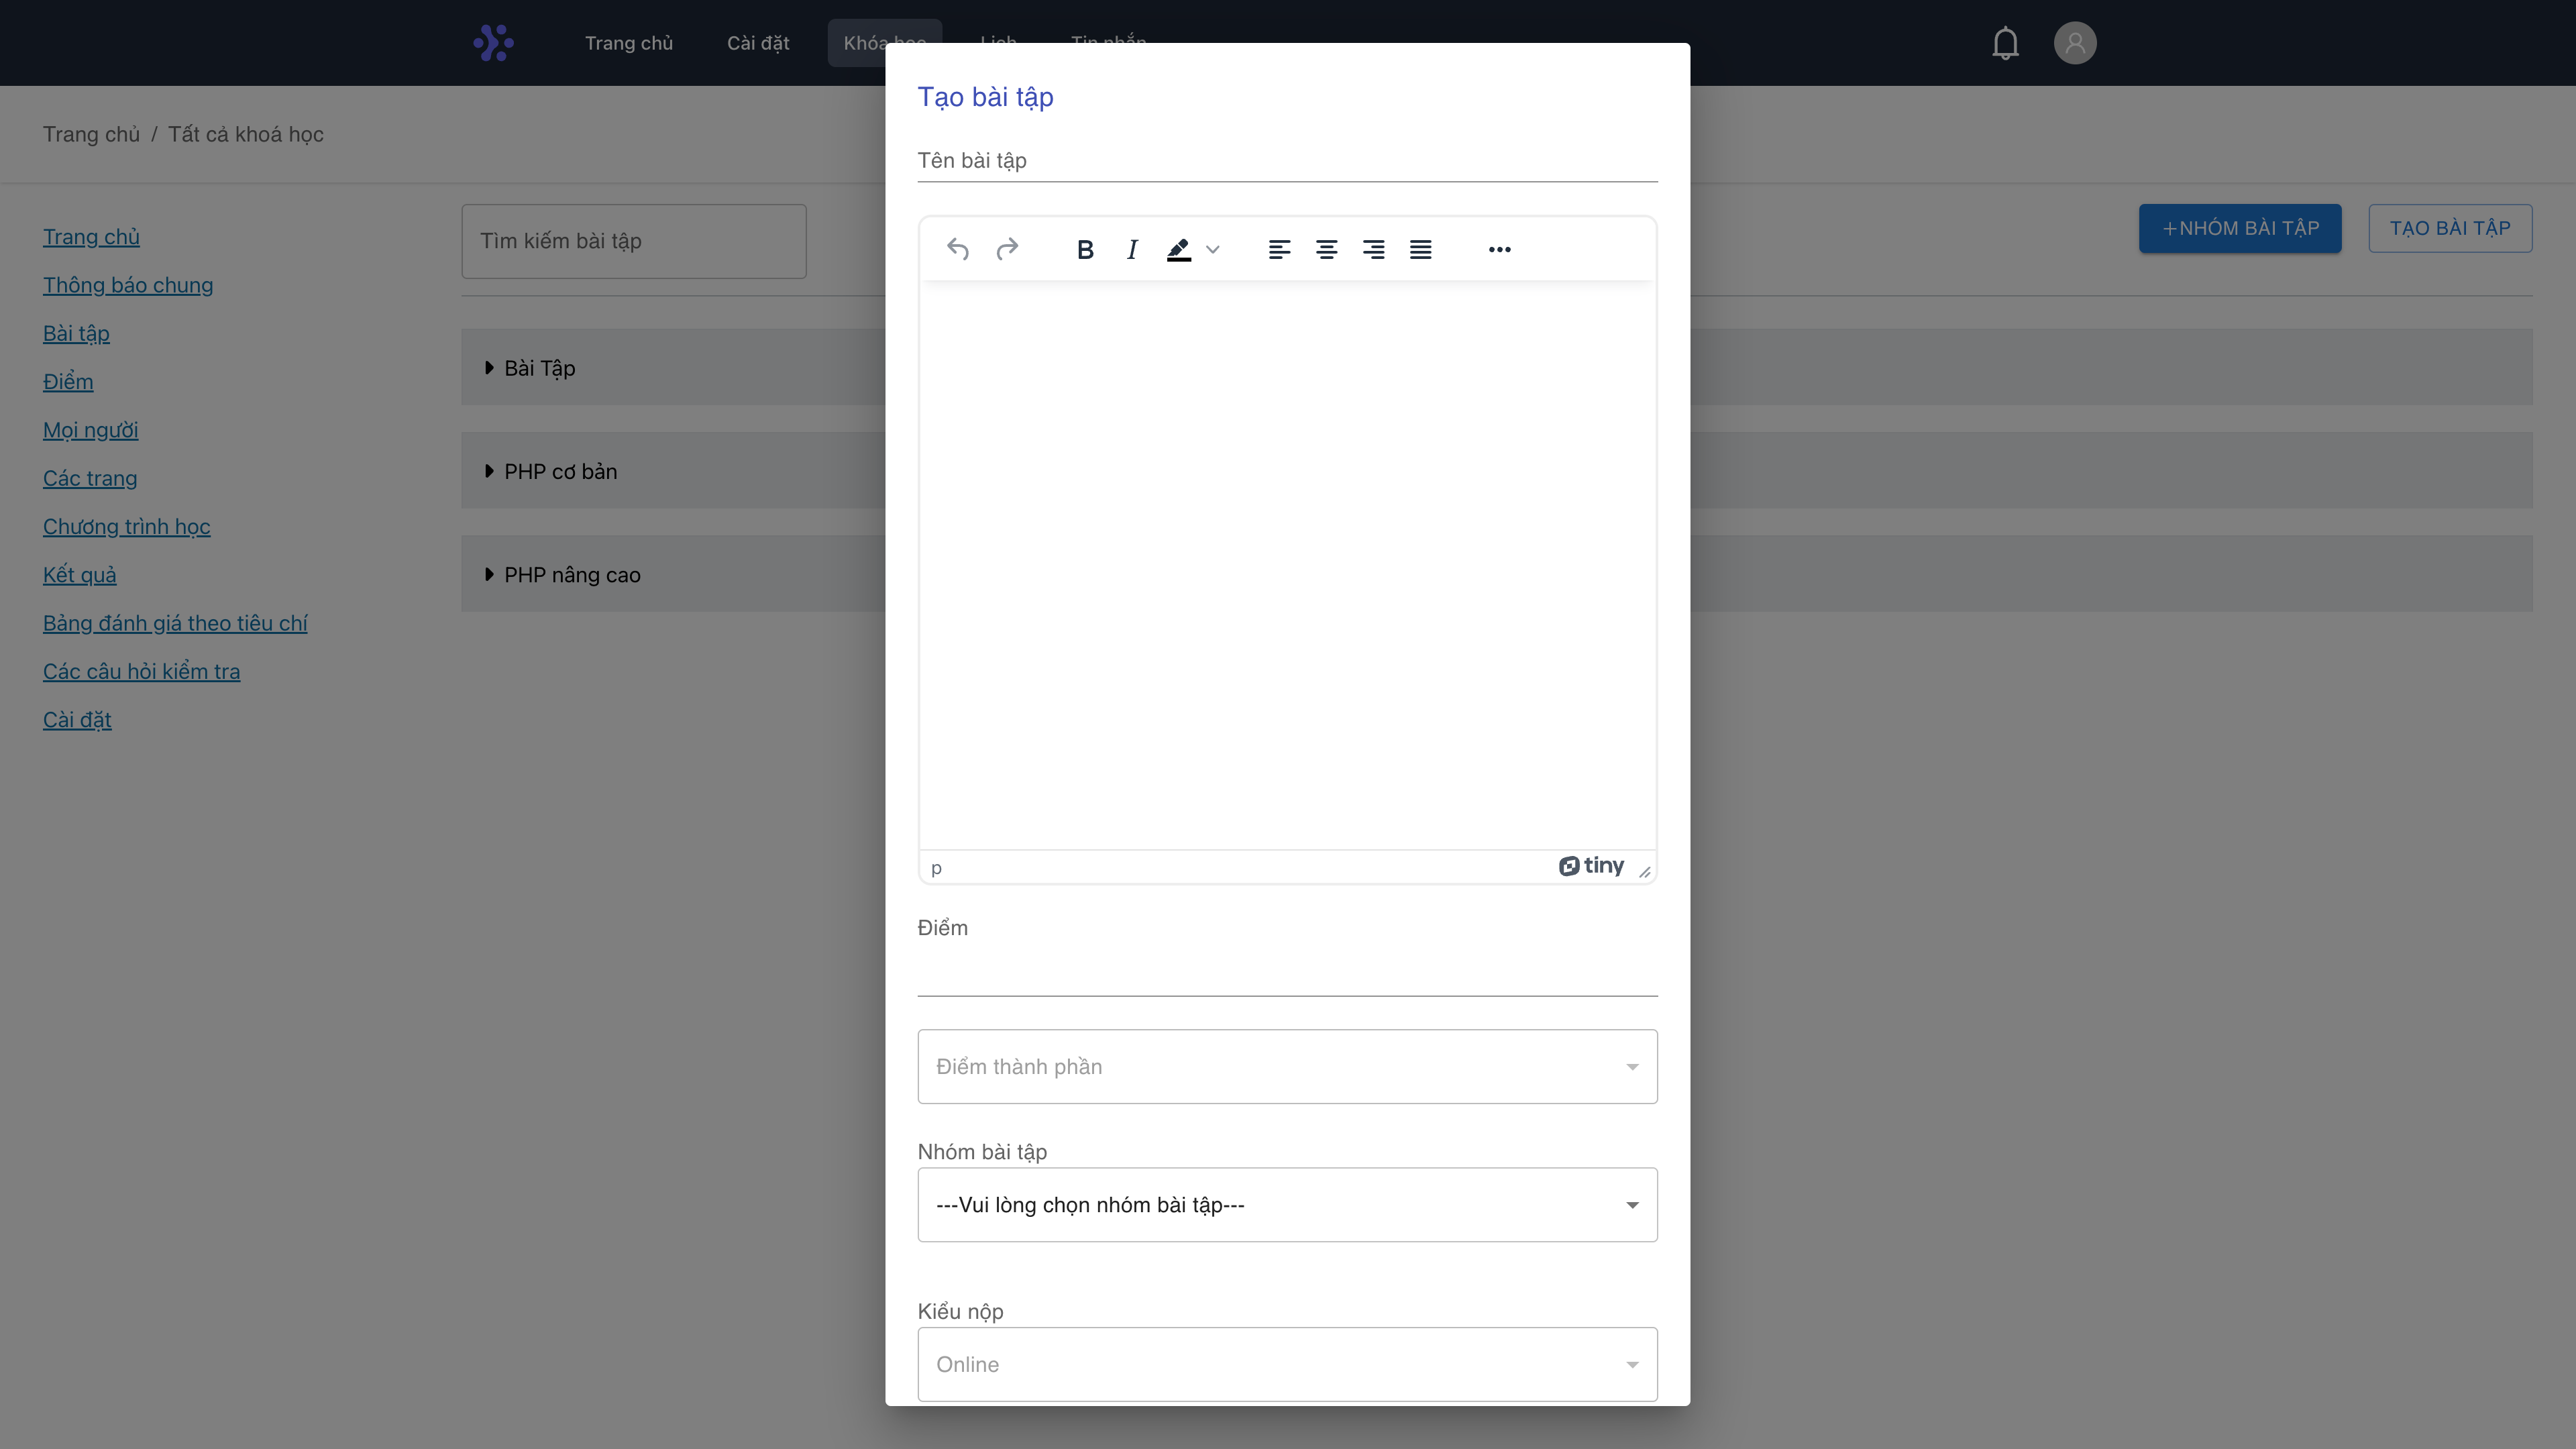 Trang chủ
Cài đặt
Khóa học
Lịch
Tin nhắn
Trang chủ / Tất cả khoá học
Trang chủ
Thông báo chung
Bài tập
Điểm
Mọi người
Các trang
Chương trình học
Kết quả
Bảng đánh giá theo tiêu chí
Các câu hỏi kiểm tra
Cài đặt
Tìm kiếm bài tập
+NHÓM BÀI TẬP
TẠO BÀI TẬP
Bài Tập
PHP cơ bản
PHP nâng cao
Tạo bài tập
Tên bài tập
B I
p
tiny
Điểm
Điểm thành phần
Nhóm bài tập
---Vui lòng chọn nhóm bài tập---
Kiểu nộp
Online